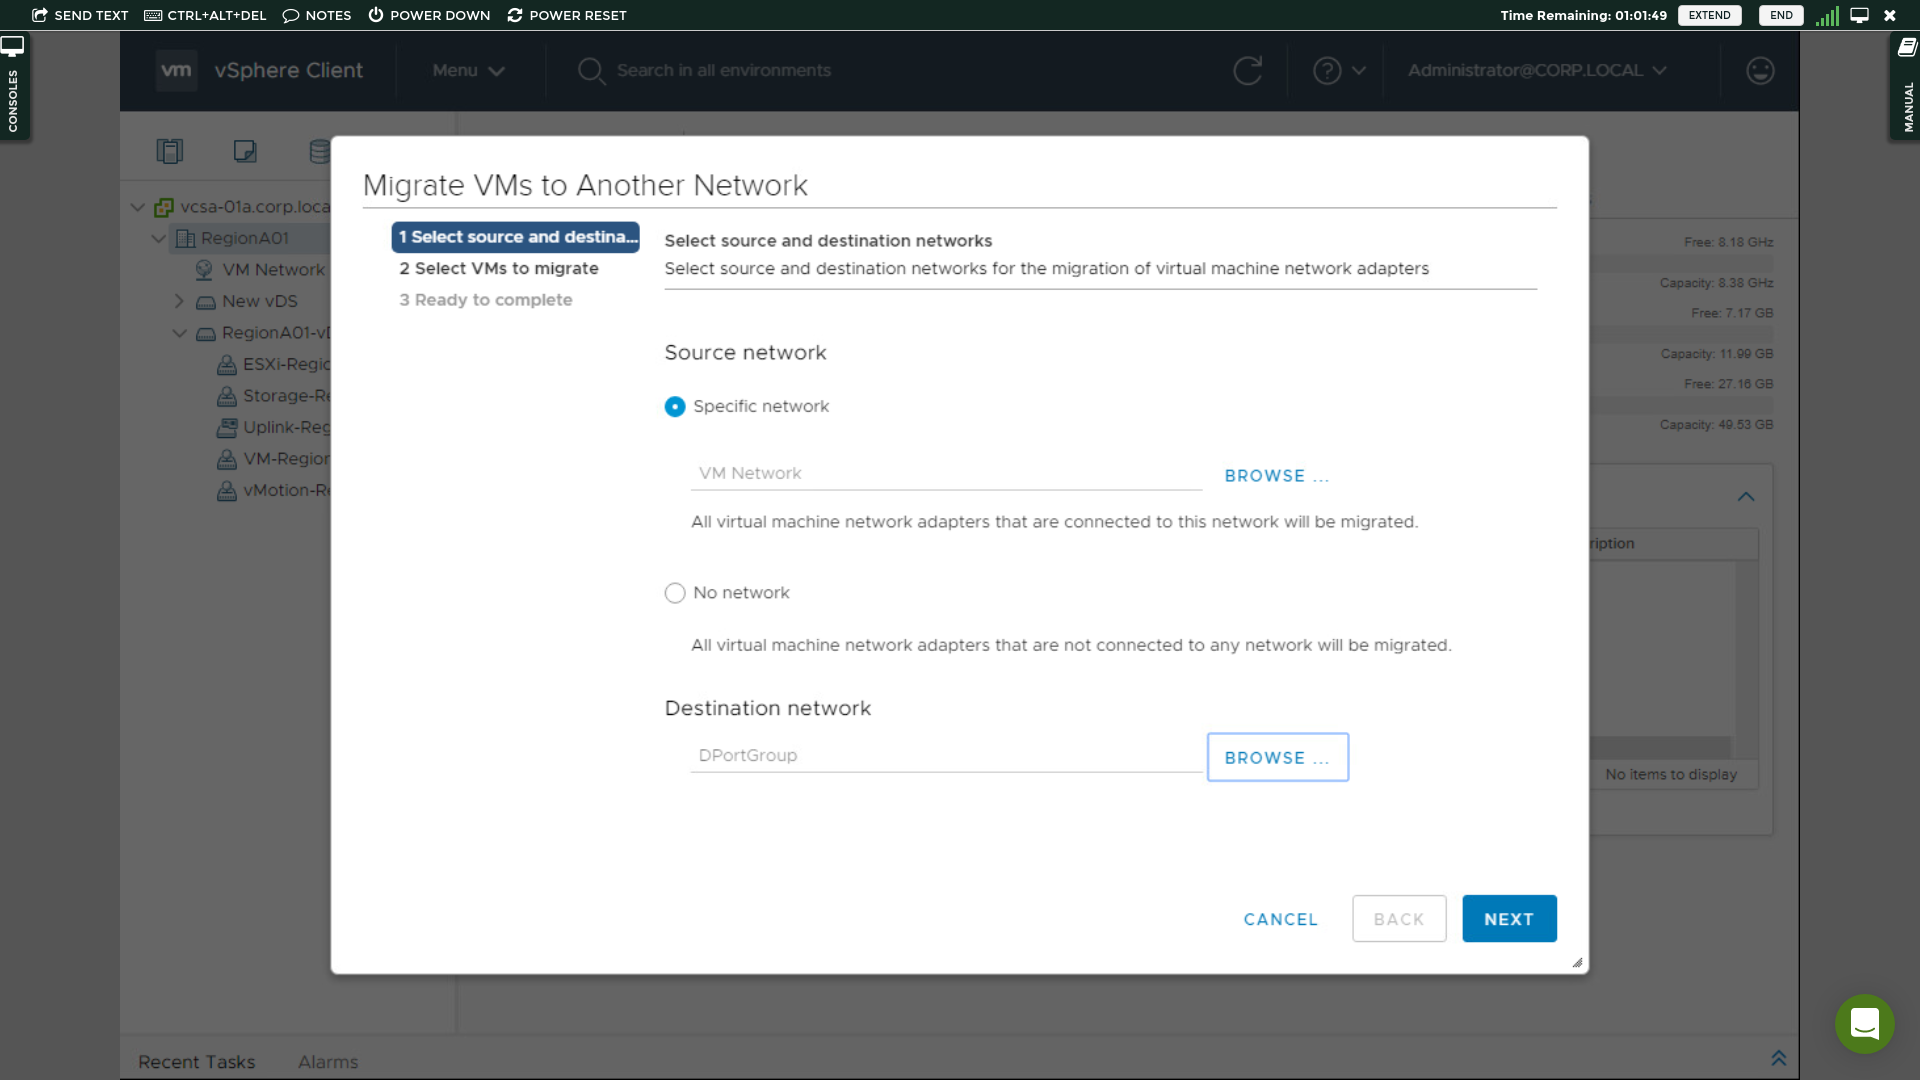 SEND TEXT CTRL+ALT+DEL NOTES POWER DOWN POWER RESET Time Remaining: 01:01:49 EXTEND END
CONSOLES
MANUAL
vm vSphere Client Menu Search in all environments Administrator@CORP.LOCAL
vcsa-01a.corp.loca
RegionA01
VM Network
New vDS
RegionA01-vD
ESXi-Regio
Storage-Re
Uplink-Reg
VM-Region
vMotion-Re
Migrate VMs to Another Network
1 Select source and destina...
2 Select VMs to migrate
3 Ready to complete
Select source and destination networks
Select source and destination networks for the migration of virtual machine network adapters
Source network
Specific network
VM Network BROWSE ...
All virtual machine network adapters that are connected to this network will be migrated.
No network
All virtual machine network adapters that are not connected to any network will be migrated.
Destination network
DPortGroup BROWSE ...
CANCEL BACK NEXT
Free: 8.18 GHz
Capacity: 8.38 GHz
Free: 7.17 GB
Capacity: 11.99 GB
Free: 27.16 GB
Capacity: 49.53 GB
ription
No items to display
Recent Tasks Alarms